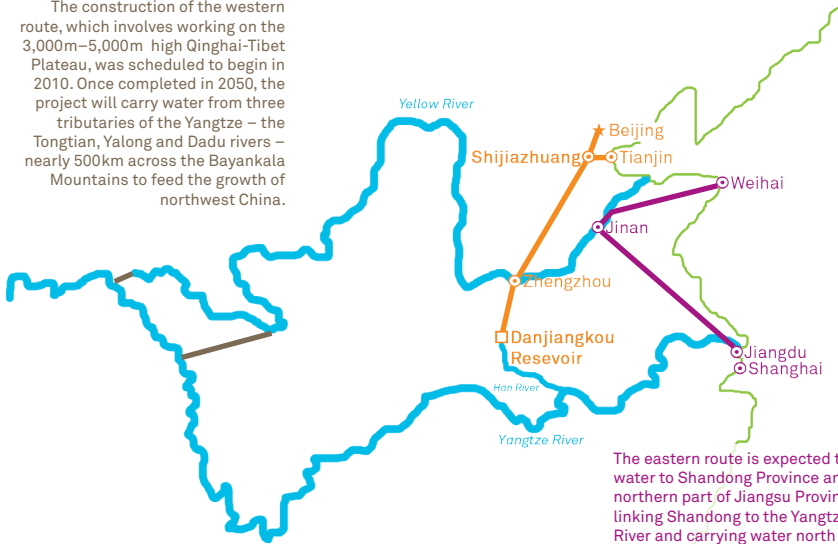 The construction of the western
route, which involves working on the
3,000m–5,000m high Qinghai-Tibet
Plateau, was scheduled to begin in
2010. Once completed in 2050, the
project will carry water from three
tributaries of the Yangtze – the
Tongtian, Yalong and Dadu rivers –
nearly 500km across the Bayankala
Mountains to feed the growth of
northwest China.
Yellow River
Beijing
Shijiazhuang
Tianjin
Weihai
Jinan
Zhengzhou
Danjiangkou
Resevoir
Jiangdu
Shanghai
Han River
Yangtze River
The eastern route is expected
water to Shandong Province
northern part of Jiangsu
linking Shandong to the
River and carrying water north